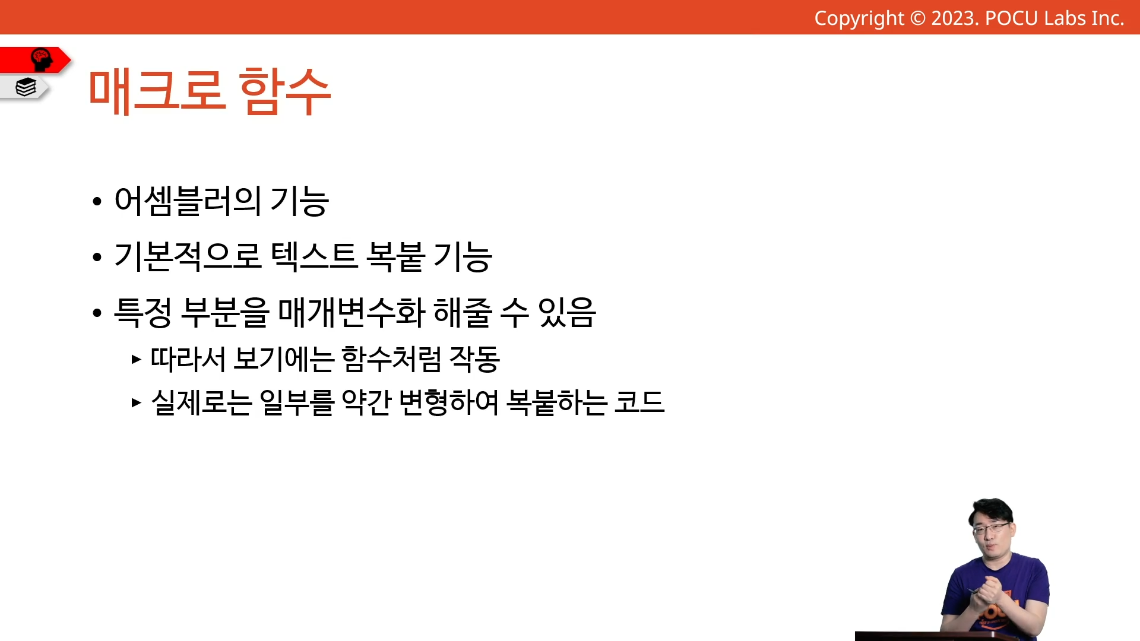 Copyright © 2023. POCU Labs Inc.
매크로 함수
• 어셈블러의 기능
• 기본적으로 텍스트 복붙 기능
• 특정 부분을 매개변수화 해줄 수 있음
▸ 따라서 보기에는 함수처럼 작동
▸ 실제로는 일부를 약간 변형하여 복붙하는 코드